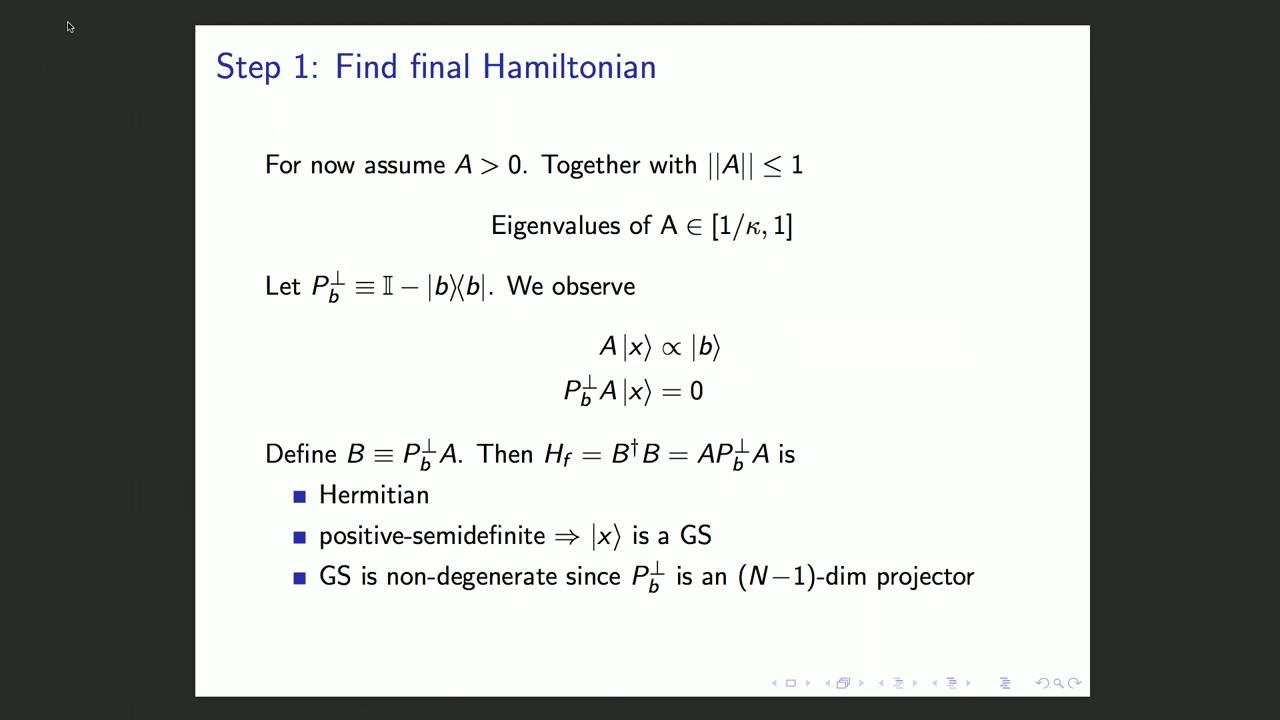 Step 1: Find final Hamiltonian
For now assume A > 0. Together with ||A|| ≤ 1
Eigenvalues of A ∈ [1/κ, 1]
Let P_b^⊥ ≡ 𝕀 − |b⟩⟨b|. We observe
A |x⟩ ∝ |b⟩
P_b^⊥ A |x⟩ = 0
Define B ≡ P_b^⊥ A. Then H_f = B†B = AP_b^⊥ A is
Hermitian
positive-semidefinite ⇒ |x⟩ is a GS
GS is non-degenerate since P_b^⊥ is an (N−1)-dim projector